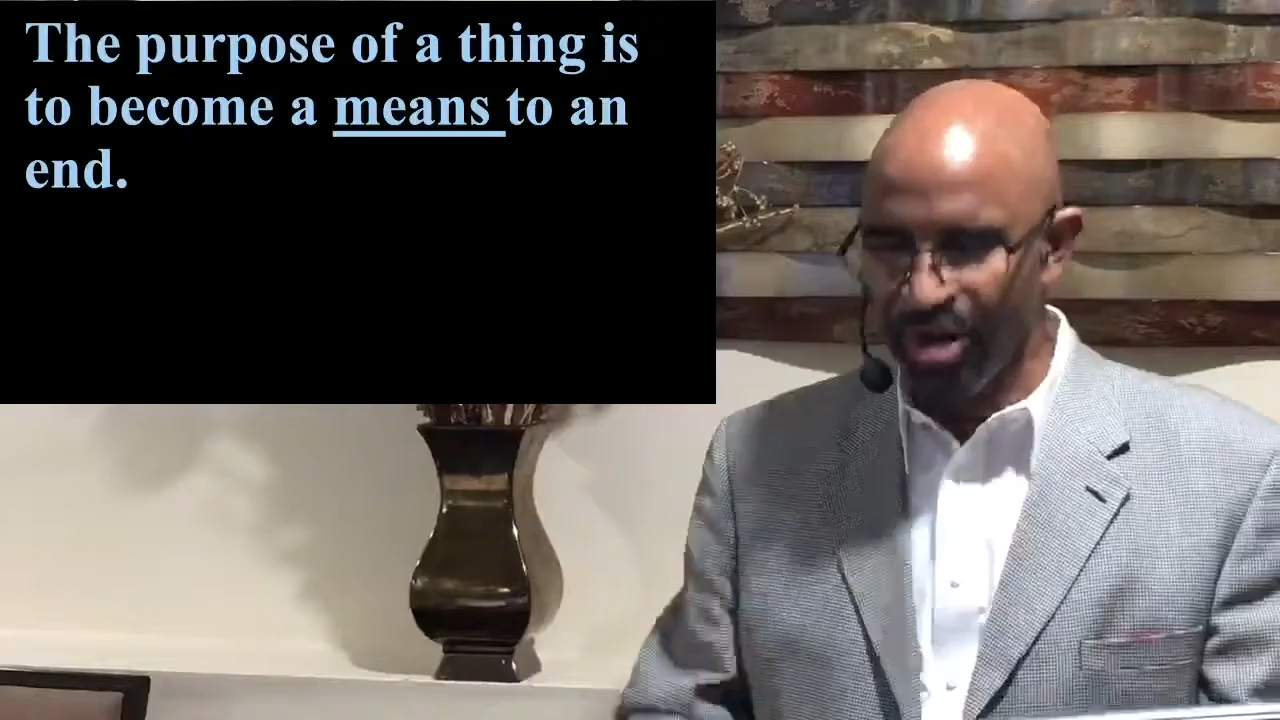 The purpose of a thing is
to become a means to an
end.